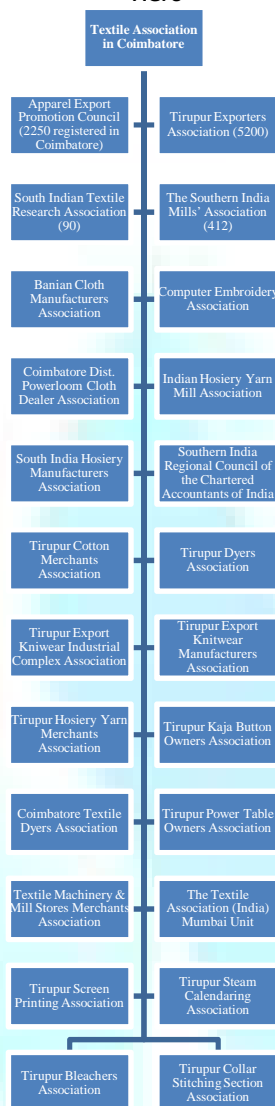 Textile Association
in Coimbatore
Apparel Export
Promotion Council
(2250 registered in
Coimbatore)
Tirupur Exporters
Association (5200)
South Indian Textile
Research Association
(90)
The Southern India
Mills' Association
(412)
Banian Cloth
Manufacturers
Association
Computer Embroidery
Association
Coimbatore Dist.
Powerloom Cloth
Dealer Association
Indian Hosiery Yarn
Mill Association
South India Hosiery
Manufacturers
Association
Southern India
Regional Council of
the Chartered
Accountants of India
Tirupur Cotton
Merchants
Association
Tirupur Dyers
Association
Tirupur Export
Kniwear Industrial
Complex Association
Tirupur Export
Knitwear
Manufacturers
Association
Tirupur Hosiery Yarn
Merchants
Association
Tirupur Kaja Button
Owners Association
Coimbatore Textile
Dyers Association
Tirupur Power Table
Owners Association
Textile Machinery &
Mill Stores Merchants
Association
The Textile
Association (India)
Mumbai Unit
Tirupur Screen
Printing Association
Tirupur Steam
Calendaring
Association
Tirupur Bleachers
Association
Tirupur Collar
Stitching Section
Association